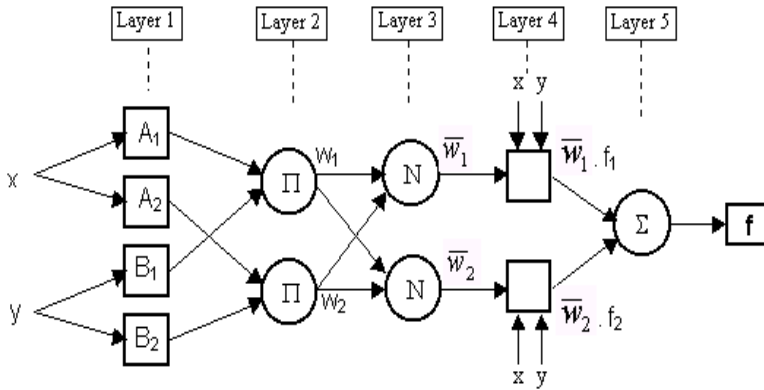 Layer 1 Layer 2 Layer 3 Layer 4 Layer 5
x y
A₁
W₁ w̅₁ w̅₁ . f₁
Π N
x
A₂
Σ f
B₁
w̅₂
Π N
y
W₂ w̅₂ . f₂
B₂
x y